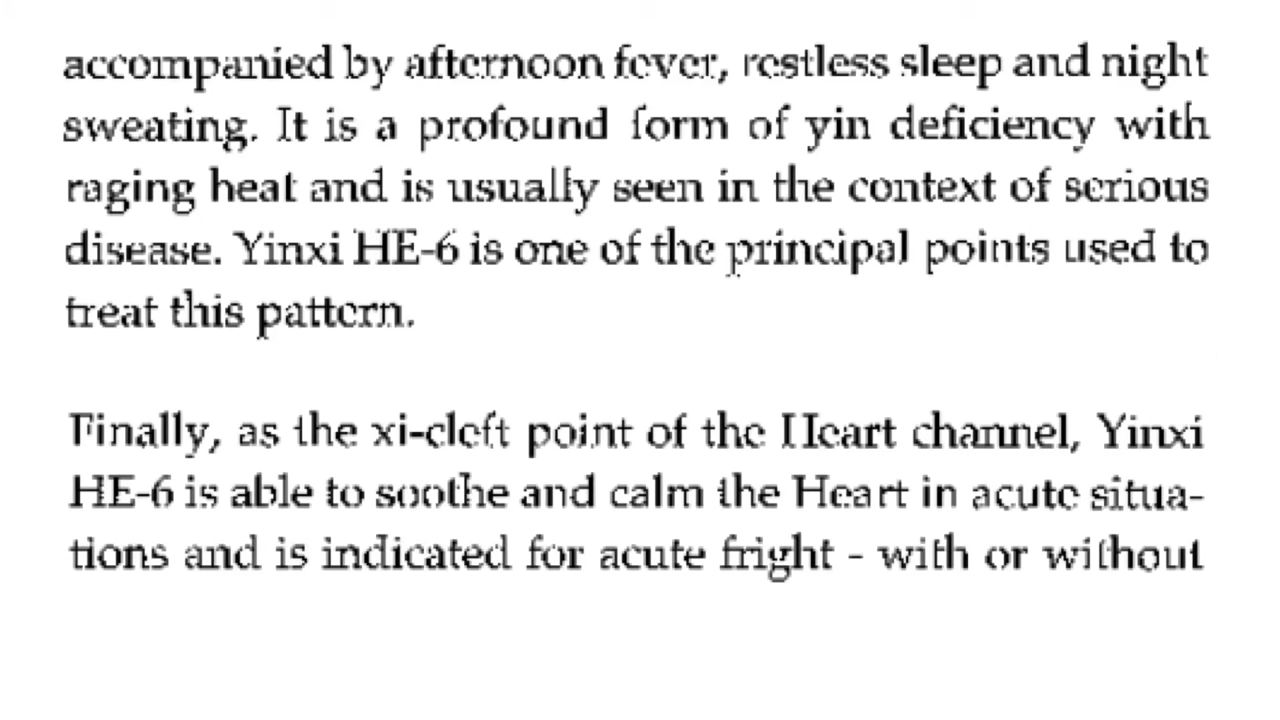 accompanied by afternoon fever, restless sleep and night
sweating. It is a profound form of yin deficiency with
raging heat and is usually seen in the context of serious
disease. Yinxi HE-6 is one of the principal points used to
treat this pattern.
Finally, as the xi-cleft point of the Heart channel, Yinxi
HE-6 is able to soothe and calm the Heart in acute situa-
tions and is indicated for acute fright - with or without